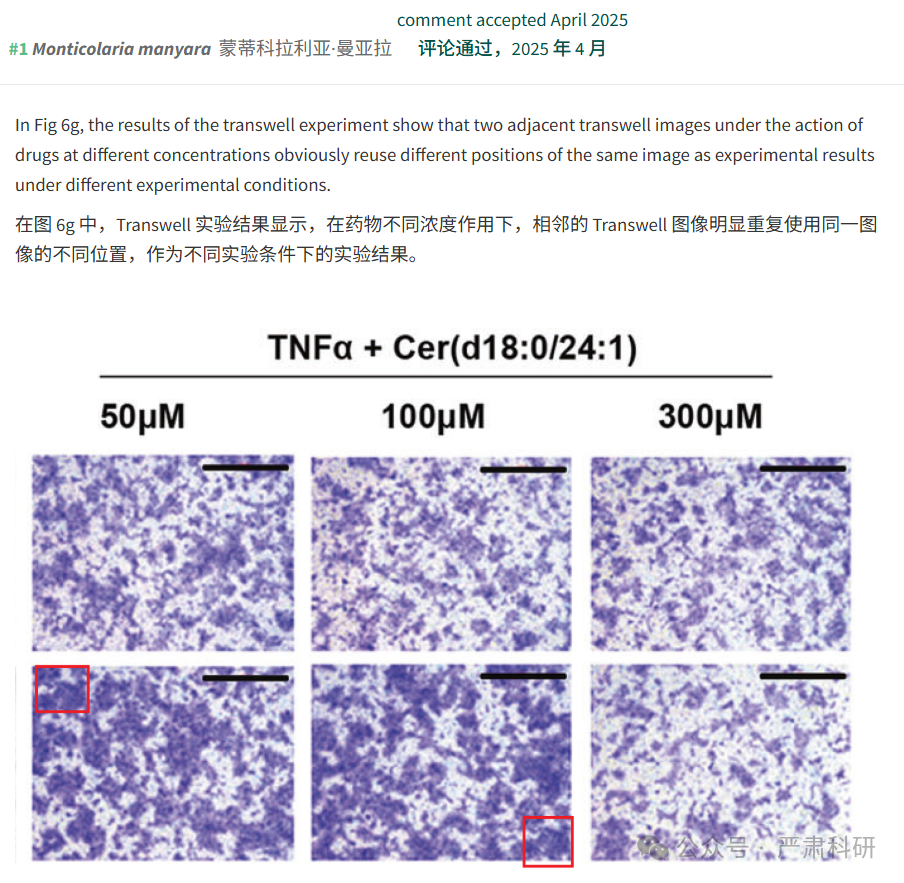 comment accepted April 2025
#1 Monticolaria manyara 蒙蒂科拉利亚·曼亚拉 评论通过，2025 年 4 月
In Fig 6g, the results of the transwell experiment show that two adjacent transwell images under the action of
drugs at different concentrations obviously reuse different positions of the same image as experimental results
under different experimental conditions.
在图 6g 中，Transwell 实验结果显示，在药物不同浓度作用下，相邻的 Transwell 图像明显重复使用同一图
像的不同位置，作为不同实验条件下的实验结果。
TNFα + Cer(d18:0/24:1)
50μM 100μM 300μM
公众号 · 严肃科研